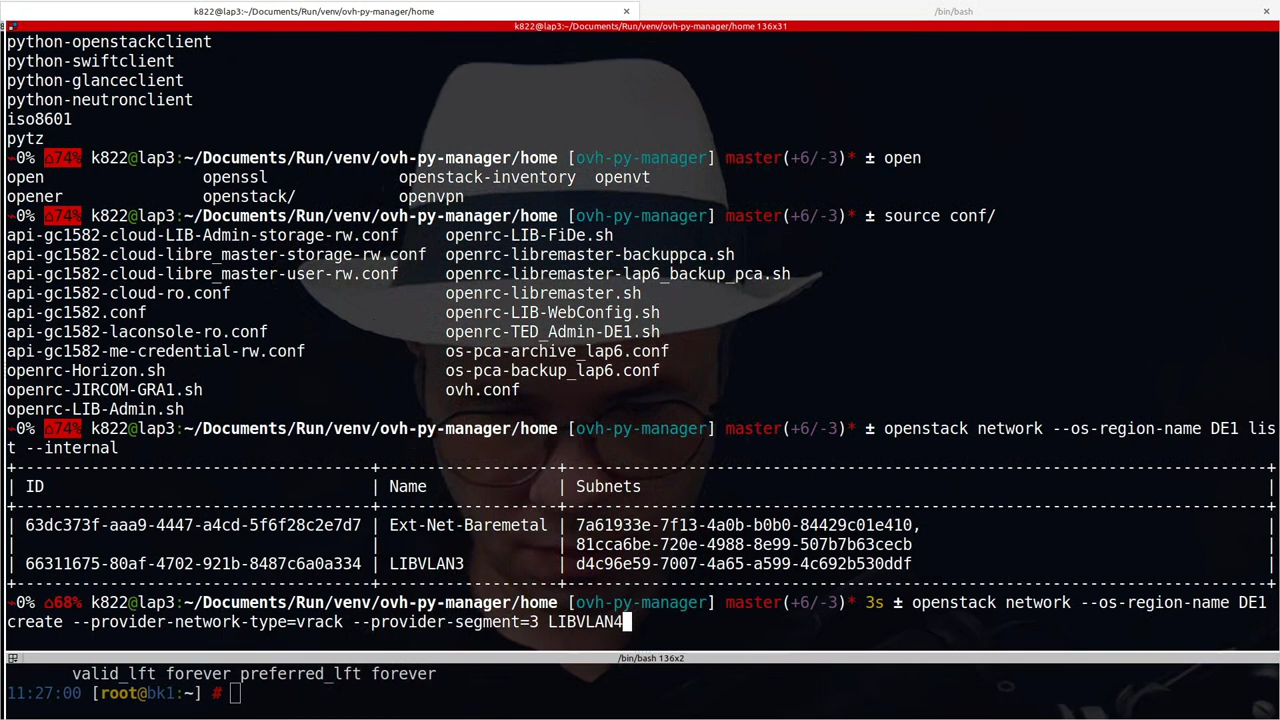 k822@lap3:~/Documents/Run/venv/ovh-py-manager/home × /bin/bash ×
k822@lap3:~/Documents/Run/venv/ovh-py-manager/home 136x31
python-openstackclient
python-swiftclient
python-glanceclient
python-neutronclient
iso8601
pytz
⌁0% ⌂74% k822@lap3:~/Documents/Run/venv/ovh-py-manager/home [ovh-py-manager] master(+6/-3)* ± open
open openssl openstack-inventory openvt
opener openstack/ openvpn
⌁0% ⌂74% k822@lap3:~/Documents/Run/venv/ovh-py-manager/home [ovh-py-manager] master(+6/-3)* ± source conf/
api-gc1582-cloud-LIB-Admin-storage-rw.conf openrc-LIB-FiDe.sh
api-gc1582-cloud-libre_master-storage-rw.conf openrc-libremaster-backuppca.sh
api-gc1582-cloud-libre_master-user-rw.conf openrc-libremaster-lap6_backup_pca.sh
api-gc1582-cloud-ro.conf openrc-libremaster.sh
api-gc1582.conf openrc-LIB-WebConfig.sh
api-gc1582-laconsole-ro.conf openrc-TED_Admin-DE1.sh
api-gc1582-me-credential-rw.conf os-pca-archive_lap6.conf
openrc-Horizon.sh os-pca-backup_lap6.conf
openrc-JIRCOM-GRA1.sh ovh.conf
openrc-LIB-Admin.sh
⌁0% ⌂74% k822@lap3:~/Documents/Run/venv/ovh-py-manager/home [ovh-py-manager] master(+6/-3)* ± openstack network --os-region-name DE1 lis
t --internal
+--------------------------------------+--------------------+---------------------------------------------------------------------------+
| ID | Name | Subnets |
+--------------------------------------+--------------------+---------------------------------------------------------------------------+
| 63dc373f-aaa9-4447-a4cd-5f6f28c2e7d7 | Ext-Net-Baremetal | 7a61933e-7f13-4a0b-b0b0-84429c01e410, |
| | | 81cca6be-720e-4988-8e99-507b7b63cecb |
| 66311675-80af-4702-921b-8487c6a0a334 | LIBVLAN3 | d4c96e59-7007-4a65-a599-4c692b530ddf |
+--------------------------------------+--------------------+---------------------------------------------------------------------------+
⌁0% ⌂68% k822@lap3:~/Documents/Run/venv/ovh-py-manager/home [ovh-py-manager] master(+6/-3)* 3s ± openstack network --os-region-name DE1
create --provider-network-type=vrack --provider-segment=3 LIBVLAN4
/bin/bash 136x2
valid_lft forever preferred_lft forever
11:27:00 [root@bk1:~] #